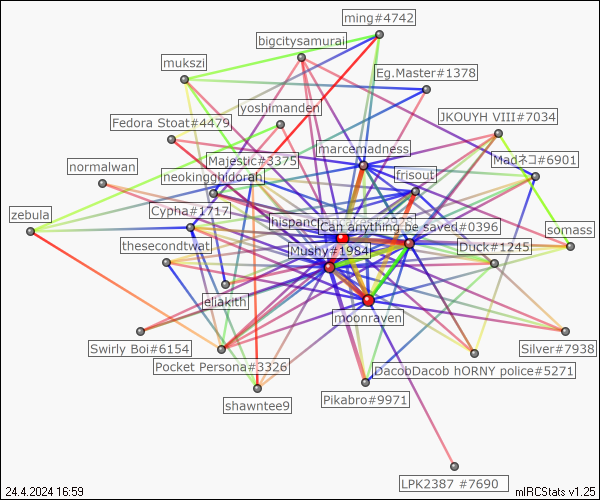 ming#4742
bigcitysamurai
mukszi
Eg.Master#1378
yoshimanden
JKOUYH VIII#7034
Fedora Stoat#4479
marcemadness
Majestic#3375
Madネコ#6901
normalwan
neokingghidorah
frisout
zebula
Cypha#1717
Can anything be saved#0396
somass
thesecondtwat
Mushy#1984
Duck#1245
eliakith
moonraven
Swirly Boi#6154
Silver#7938
Pocket Persona#3326
DacobDacob hORNY police#5271
shawntee9
Pikabro#9971
LPK2387 #7690
24.4.2024 16:59
mIRCStats v1.25